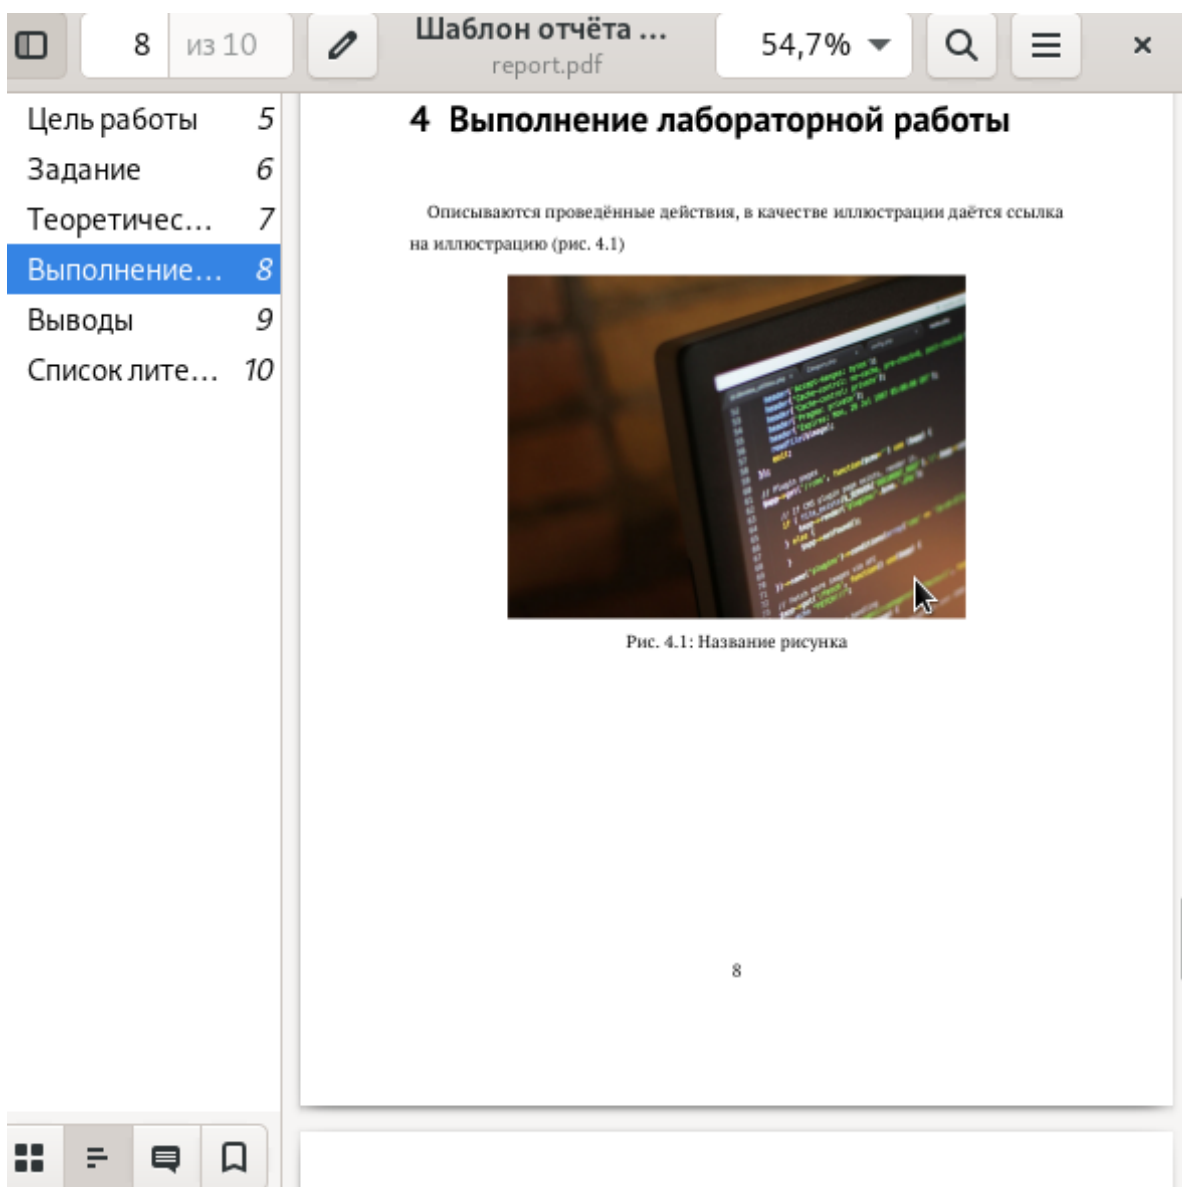 8 из 10
Шаблон отчёта ...
report.pdf
54,7%
Цель работы 5
Задание 6
Теоретичес... 7
Выполнение... 8
Выводы 9
Список лите... 10
4 Выполнение лабораторной работы
Описываются проведённые действия, в качестве иллюстрации даётся ссылка
на иллюстрацию (рис. 4.1)
Рис. 4.1: Название рисунка
8